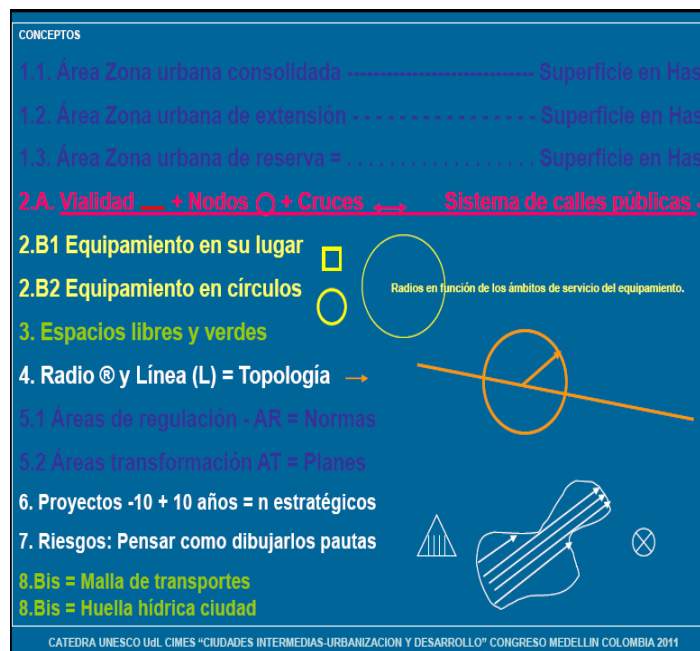 CONCEPTOS
1.1. Área Zona urbana consolidada ----------------------------- Superficie en Has
1.2. Área Zona urbana de extensión - - - - - - - - - - - - - - - - Superficie en Has
1.3. Área Zona urbana de reserva = . . . . . . . . . . . . . . . . . . Superficie en Has
2.A. Vialidad + Nodos + Cruces Sistema de calles públicas -
2.B1 Equipamiento en su lugar
2.B2 Equipamiento en círculos
Radios en función de los ámbitos de servicio del equipamiento.
3. Espacios libres y verdes
4. Radio ® y Línea (L) = Topología
5.1 Áreas de regulación - AR = Normas
5.2 Áreas transformación AT = Planes
6. Proyectos -10 + 10 años = n estratégicos
7. Riesgos: Pensar como dibujarlos pautas
8.Bis = Malla de transportes
8.Bis = Huella hídrica ciudad
CATEDRA UNESCO UdL CIMES “CIUDADES INTERMEDIAS-URBANIZACION Y DESARROLLO” CONGRESO MEDELLIN COLOMBIA 2011